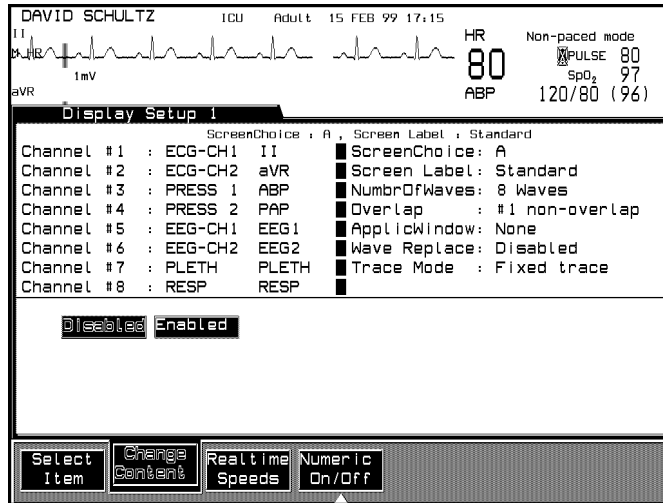 DAVID SCHULTZ ICU Adult 15 FEB 99 17:15
II HR Non-paced mode
M HR 80 PULSE 80
1mV SpO₂ 97
aVR ABP 120/80 (96)
Display Setup 1
ScreenChoice : A , Screen Label : Standard
Channel #1 : ECG-CH1 II ScreenChoice: A
Channel #2 : ECG-CH2 aVR Screen Label: Standard
Channel #3 : PRESS 1 ABP NumbrOfWaves: 8 Waves
Channel #4 : PRESS 2 PAP Overlap : #1 non-overlap
Channel #5 : EEG-CH1 EEG1 ApplicWindow: None
Channel #6 : EEG-CH2 EEG2 Wave Replace: Disabled
Channel #7 : PLETH PLETH Trace Mode : Fixed trace
Channel #8 : RESP RESP
Disabled Enabled
Select Item
Change Content
Realtime Speeds
Numeric On/Off